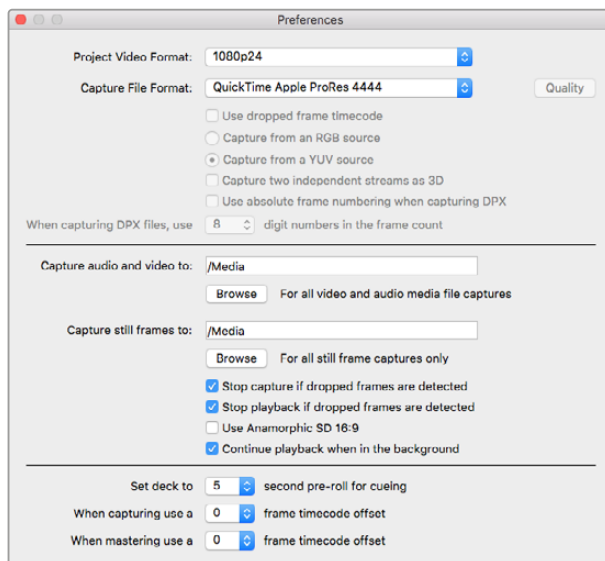 Preferences
Project Video Format: 1080p24
Capture File Format: QuickTime Apple ProRes 4444 Quality
Use dropped frame timecode
Capture from an RGB source
Capture from a YUV source
Capture two independent streams as 3D
Use absolute frame numbering when capturing DPX
When capturing DPX files, use 8 digit numbers in the frame count
Capture audio and video to: /Media
Browse For all video and audio media file captures
Capture still frames to: /Media
Browse For all still frame captures only
Stop capture if dropped frames are detected
Stop playback if dropped frames are detected
Use Anamorphic SD 16:9
Continue playback when in the background
Set deck to 5 second pre-roll for cueing
When capturing use a 0 frame timecode offset
When mastering use a 0 frame timecode offset